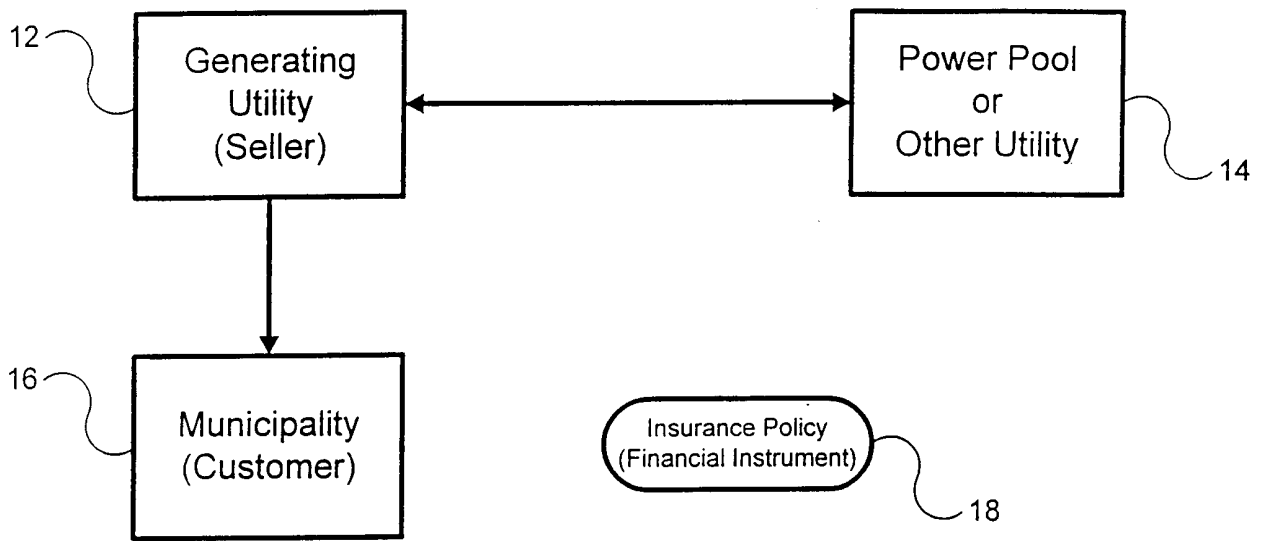 12
Generating
Utility
(Seller)
Power Pool
or
Other Utility
14
16
Municipality
(Customer)
Insurance Policy
(Financial Instrument)
18